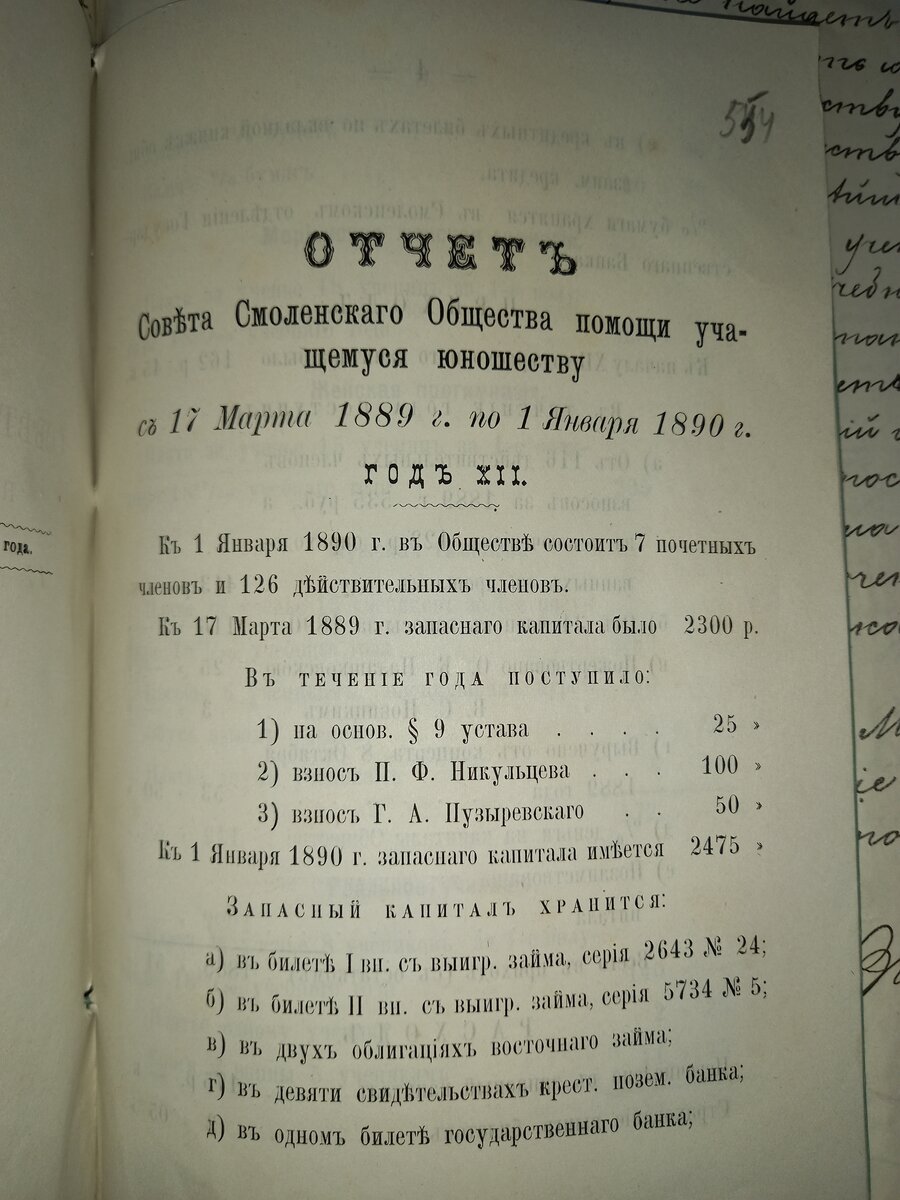 ОТЧЕТЪ
Совѣта Смоленскаго Общества помощи уча-
щемуся юношеству
съ 17 Марта 1889 г. по 1 Января 1890 г.
ГОДЪ XII.
Къ 1 Января 1890 г. въ Обществѣ состоитъ 7 почетныхъ
членовъ и 126 дѣйствительныхъ членовъ.
Къ 17 Марта 1889 г. запаснаго капитала было 2300 р.
Въ теченіе года поступило:
1) на основ. § 9 устава . . . . 25 »
2) взносъ П. Ф. Никульцева . . . 100 »
3) взносъ Г. А. Пузыревскаго . . 50 »
Къ 1 Января 1890 г. запаснаго капитала имѣется 2475 »
Запасный капиталъ хранится:
а) въ билетѣ I вн. съ выигр. займа, серія 2643 № 24;
б) въ билетѣ II вн. съ выигр. займа, серія 5734 № 5;
в) въ двухъ облигаціяхъ восточнаго займа;
г) въ девяти свидѣтельствахъ крест. позем. банка;
д) въ одномъ билетѣ государственнаго банка;
года.